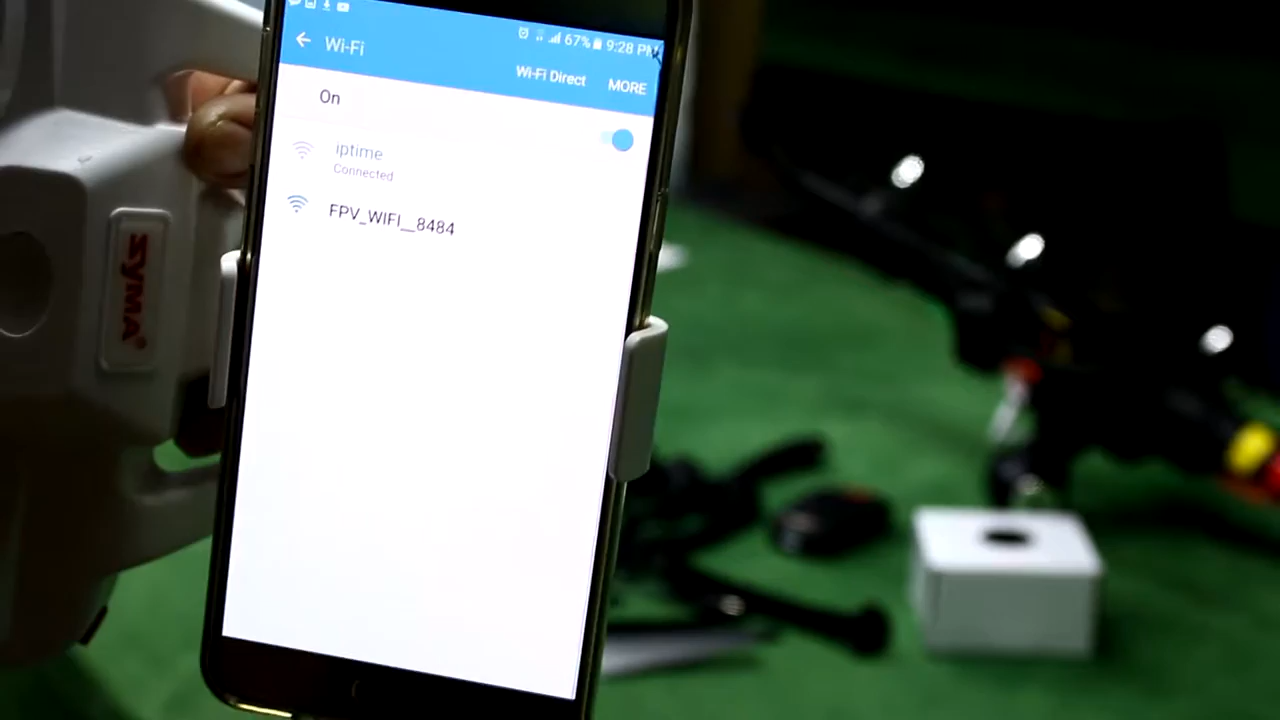 67% 9:28 PM
Wi-Fi
Wi-Fi Direct MORE
On
iptime
Connected
FPV_WIFI__8484
SYMA®